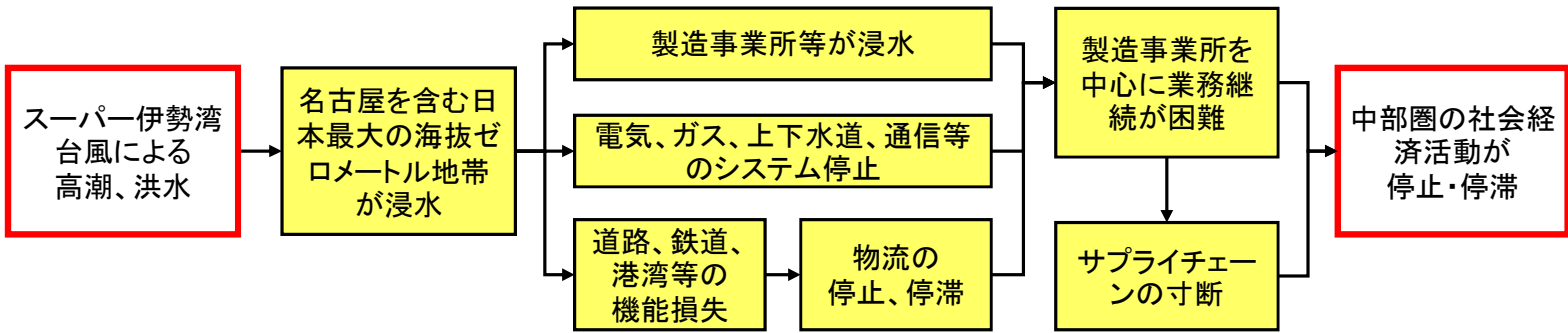 スーパー伊勢湾
台風による
高潮、洪水
名古屋を含む日
本最大の海抜ゼ
ロメートル地帯
が浸水
製造事業所等が浸水
電気、ガス、上下水道、通信等
のシステム停止
道路、鉄道、
港湾等の
機能損失
物流の
停止、停滞
製造事業所を
中心に業務継
続が困難
サプライチェー
ンの寸断
中部圏の社会経
済活動が
停止・停滞